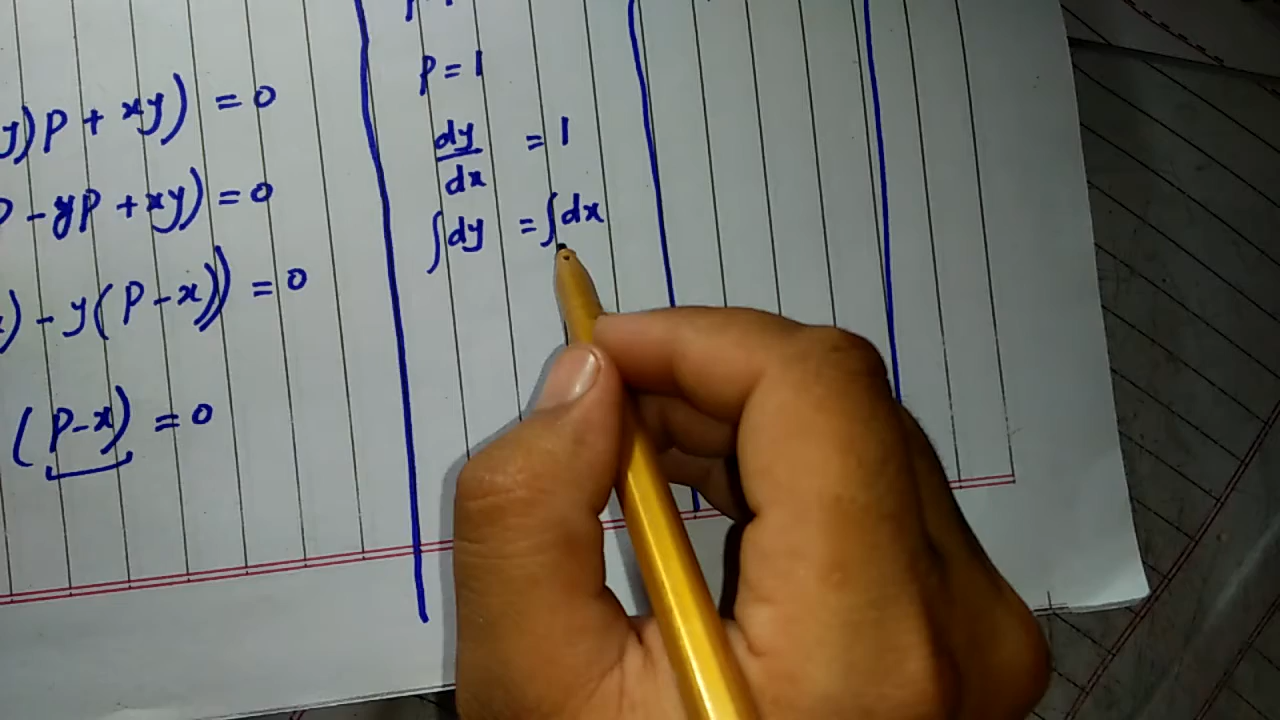 y)p + xy) = 0
- yp + xy) = 0
) - y(p - x)) = 0
(p - x) = 0
p = 1
dy/dx = 1
∫dy = ∫dx